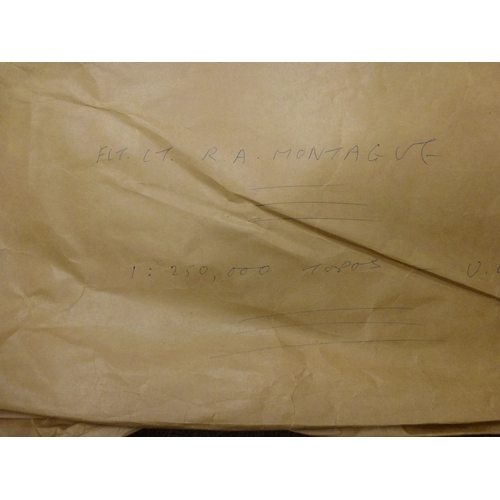 FLT. LT. R. A. MONTAGUE
1:250,000 TOPOS — U.